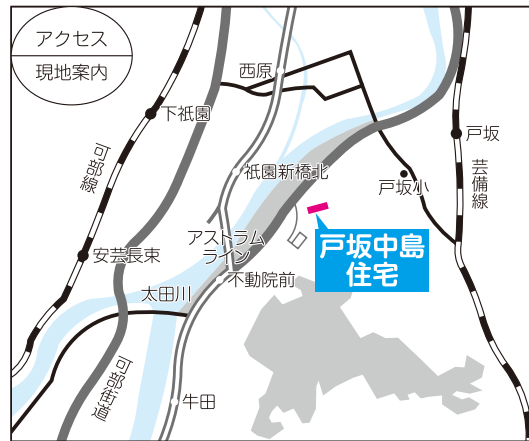 アクセス
現地案内
西原
下祇園
戸坂
可部線
祇園新橋北
戸坂小
芸備線
アストラム
ライン
戸坂中島
住宅
安芸長束
不動院前
太田川
可部街道
牛田